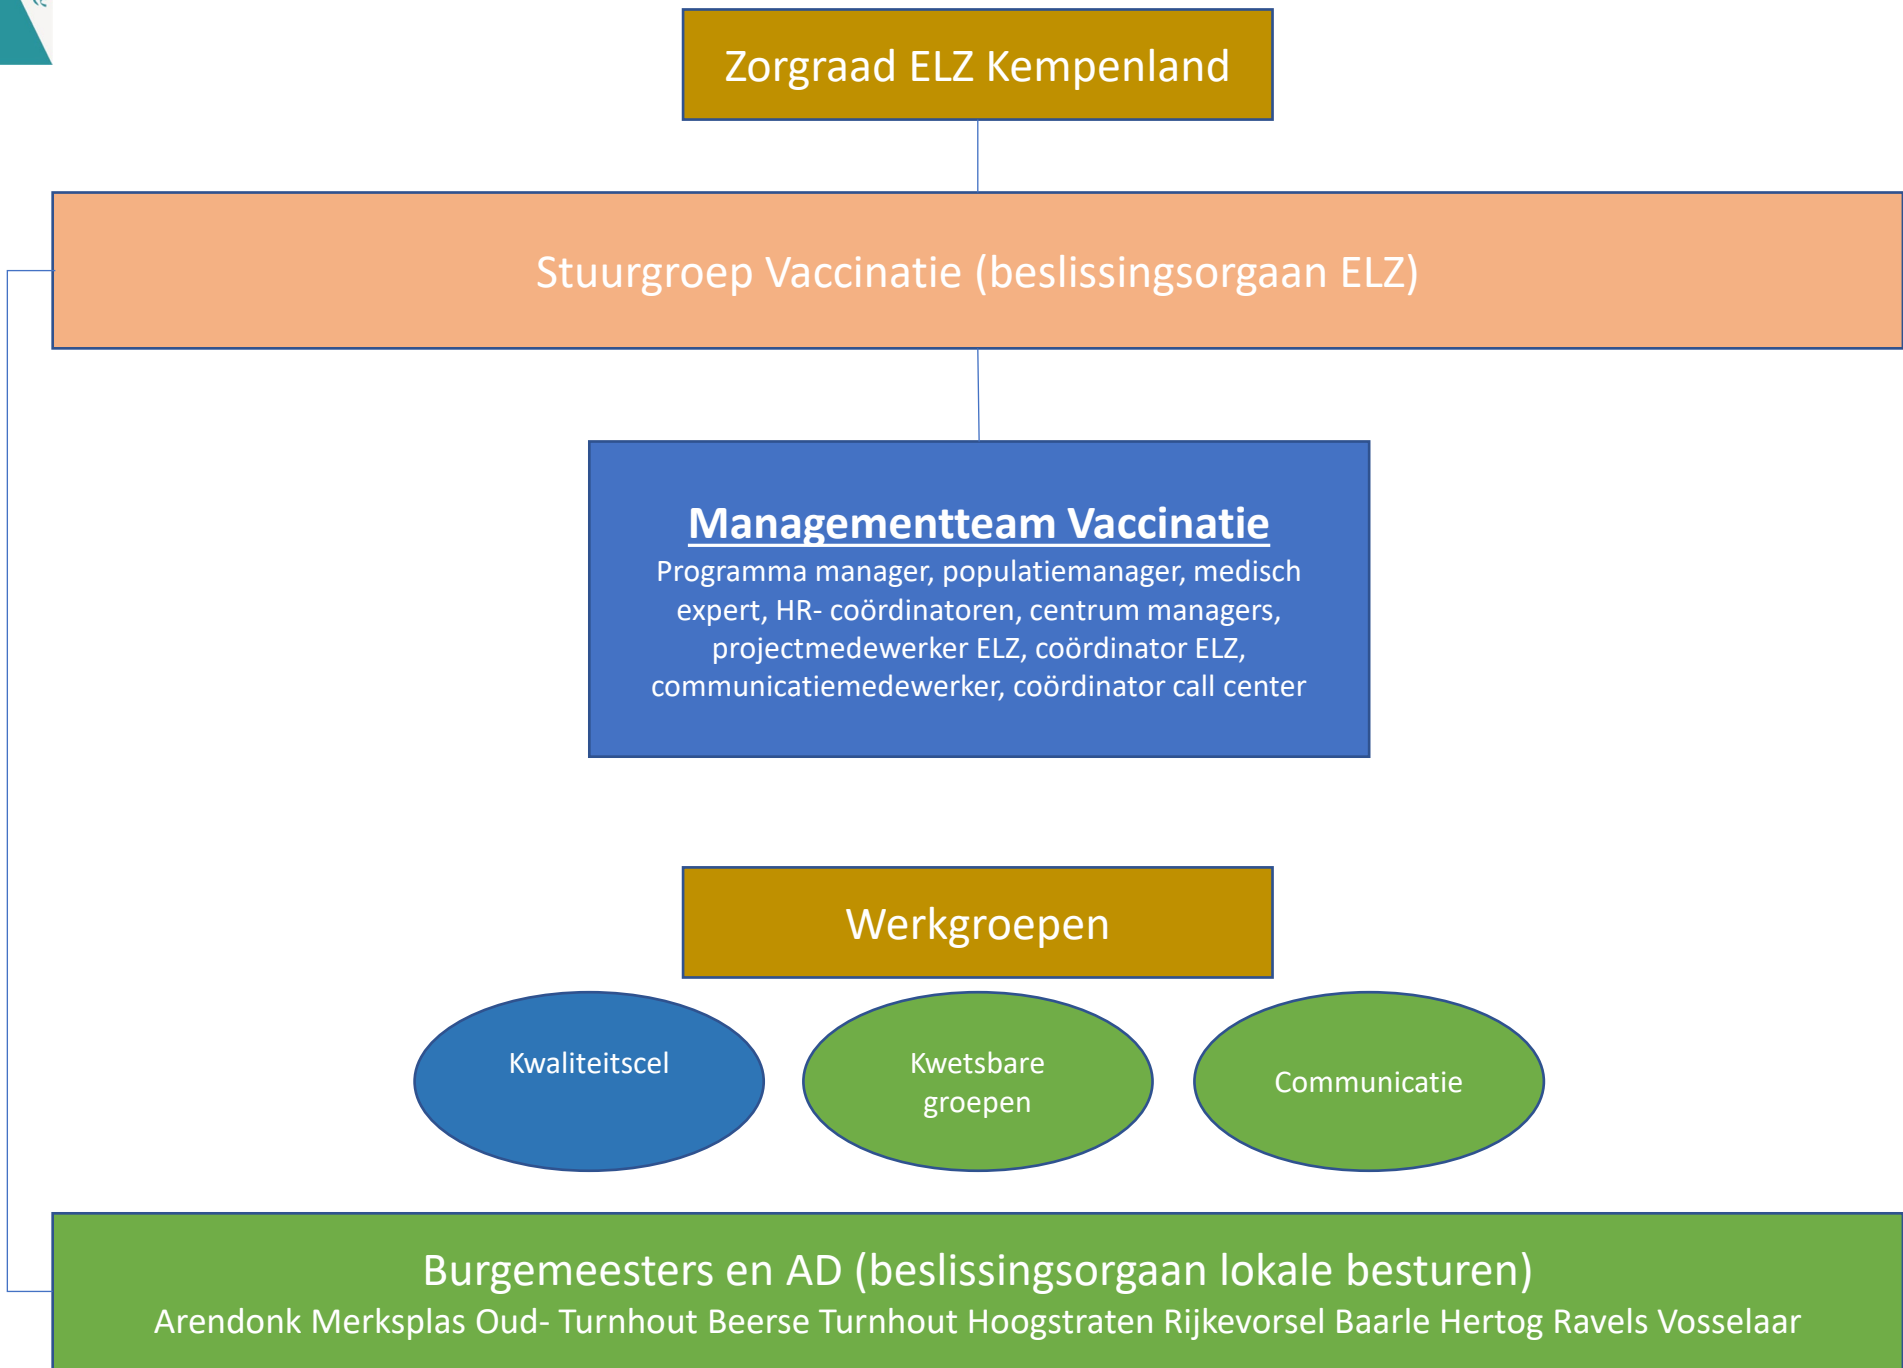 Zorgraad ELZ Kempenland
Stuurgroep Vaccinatie (beslissingsorgaan ELZ)
Managementteam Vaccinatie
Programma manager, populatiemanager, medisch
expert, HR- coördinatoren, centrum managers,
projectmedewerker ELZ, coördinator ELZ,
communicatiemedewerker, coördinator call center
Werkgroepen
Kwaliteitscel
Kwetsbare
groepen
Communicatie
Burgemeesters en AD (beslissingsorgaan lokale besturen)
Arendonk Merksplas Oud- Turnhout Beerse Turnhout Hoogstraten Rijkevorsel Baarle Hertog Ravels Vosselaar